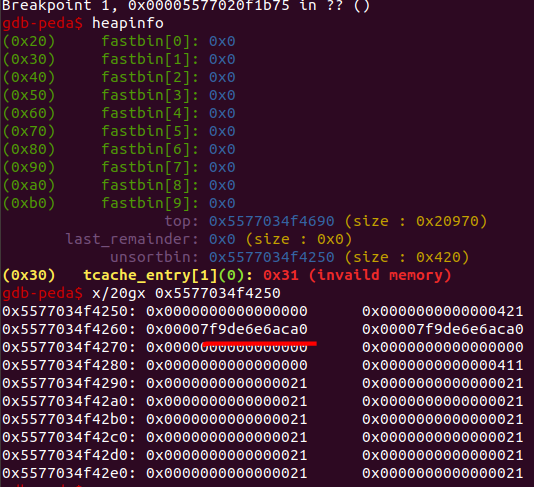 Breakpoint 1, 0x00005577020f1b75 in ?? ()
gdb-peda$ heapinfo
(0x20)     fastbin[0]: 0x0
(0x30)     fastbin[1]: 0x0
(0x40)     fastbin[2]: 0x0
(0x50)     fastbin[3]: 0x0
(0x60)     fastbin[4]: 0x0
(0x70)     fastbin[5]: 0x0
(0x80)     fastbin[6]: 0x0
(0x90)     fastbin[7]: 0x0
(0xa0)     fastbin[8]: 0x0
(0xb0)     fastbin[9]: 0x0
top: 0x5577034f4690 (size : 0x20970)
last_remainder: 0x0 (size : 0x0)
unsortbin: 0x5577034f4250 (size : 0x420)
(0x30)   tcache_entry[1](0): 0x31 (invaild memory)
gdb-peda$ x/20gx 0x5577034f4250
0x5577034f4250: 0x0000000000000000      0x0000000000000421
0x5577034f4260: 0x00007f9de6e6aca0      0x00007f9de6e6aca0
0x5577034f4270: 0x0000000000000000      0x0000000000000000
0x5577034f4280: 0x0000000000000000      0x0000000000000411
0x5577034f4290: 0x0000000000000021      0x0000000000000021
0x5577034f42a0: 0x0000000000000021      0x0000000000000021
0x5577034f42b0: 0x0000000000000021      0x0000000000000021
0x5577034f42c0: 0x0000000000000021      0x0000000000000021
0x5577034f42d0: 0x0000000000000021      0x0000000000000021
0x5577034f42e0: 0x0000000000000021      0x0000000000000021